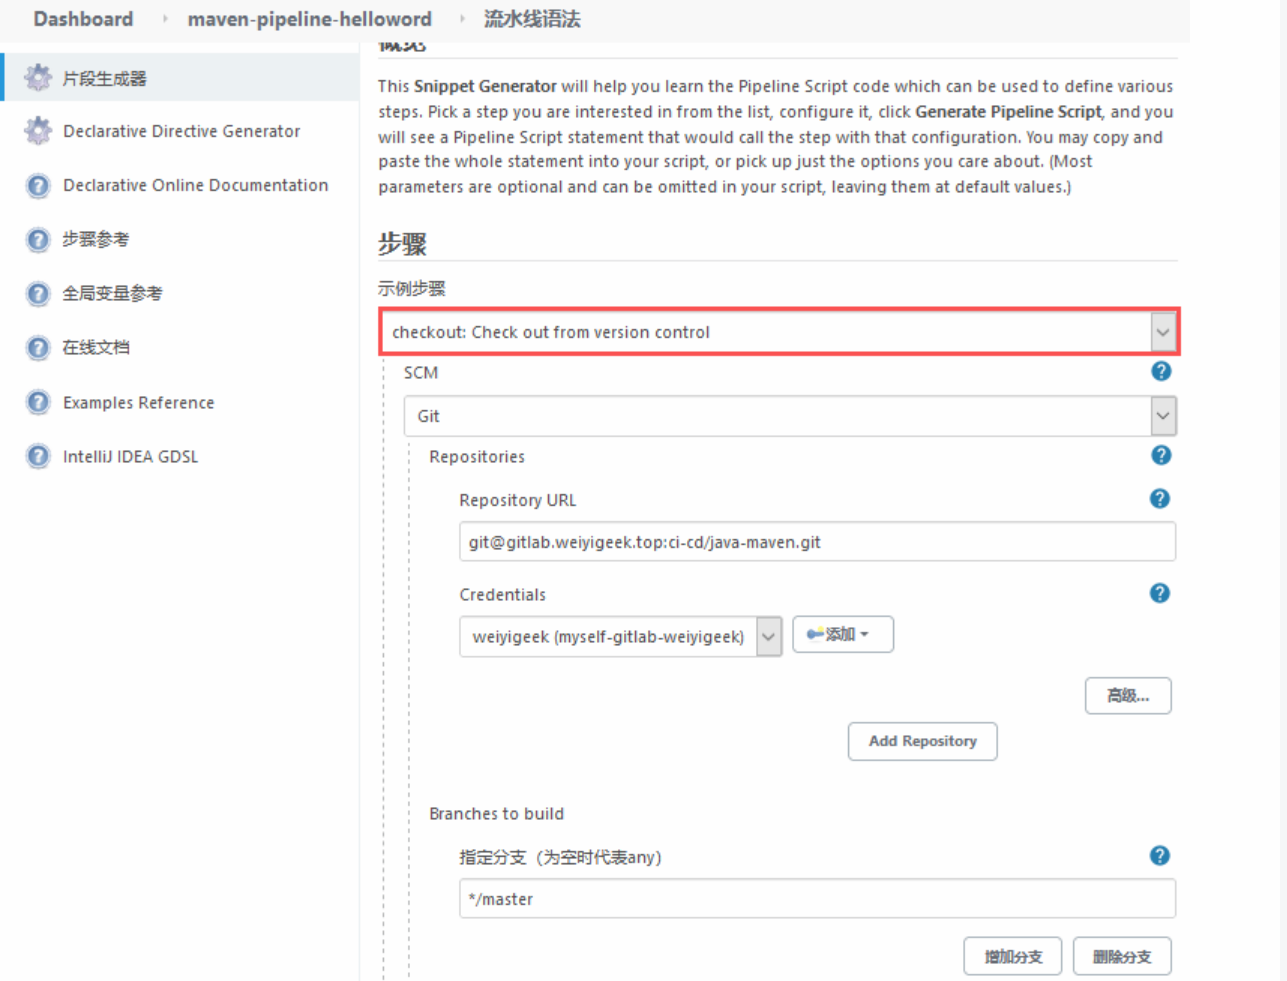 Dashboard › maven-pipeline-helloword › 流水线语法
片段生成器
Declarative Directive Generator
Declarative Online Documentation
步骤参考
全局变量参考
在线文档
Examples Reference
IntelliJ IDEA GDSL
概览
This Snippet Generator will help you learn the Pipeline Script code which can be used to define various
steps. Pick a step you are interested in from the list, configure it, click Generate Pipeline Script, and you
will see a Pipeline Script statement that would call the step with that configuration. You may copy and
paste the whole statement into your script, or pick up just the options you care about. (Most
parameters are optional and can be omitted in your script, leaving them at default values.)
步骤
示例步骤
checkout: Check out from version control
SCM
Git
Repositories
Repository URL
git@gitlab.weiyigeek.top:ci-cd/java-maven.git
Credentials
weiyigeek (myself-gitlab-weiyigeek)
添加
高级...
Add Repository
Branches to build
指定分支（为空时代表any）
*/master
增加分支 删除分支